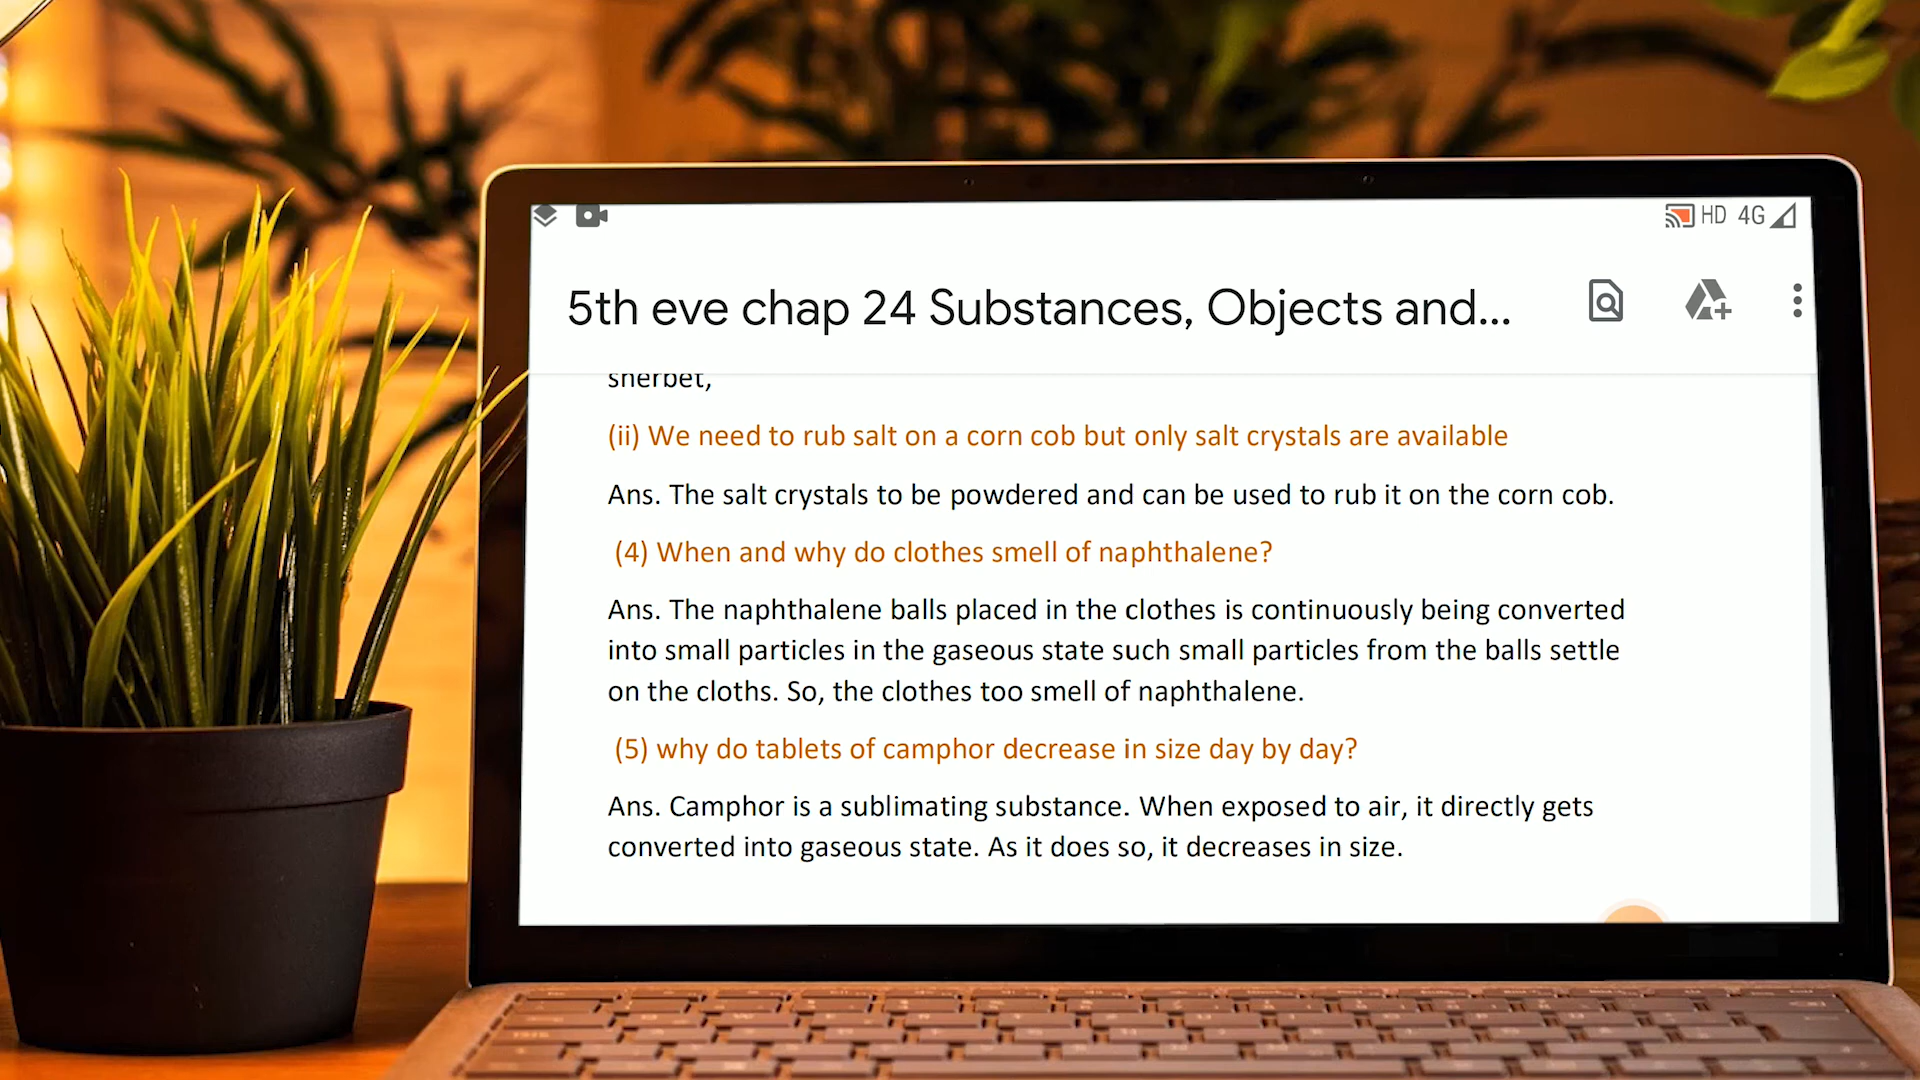 HD 4G
5th eve chap 24 Substances, Objects and...
sherbet,
(ii) We need to rub salt on a corn cob but only salt crystals are available
Ans. The salt crystals to be powdered and can be used to rub it on the corn cob.
(4) When and why do clothes smell of naphthalene?
Ans. The naphthalene balls placed in the clothes is continuously being converted
into small particles in the gaseous state such small particles from the balls settle
on the cloths. So, the clothes too smell of naphthalene.
(5) why do tablets of camphor decrease in size day by day?
Ans. Camphor is a sublimating substance. When exposed to air, it directly gets
converted into gaseous state. As it does so, it decreases in size.